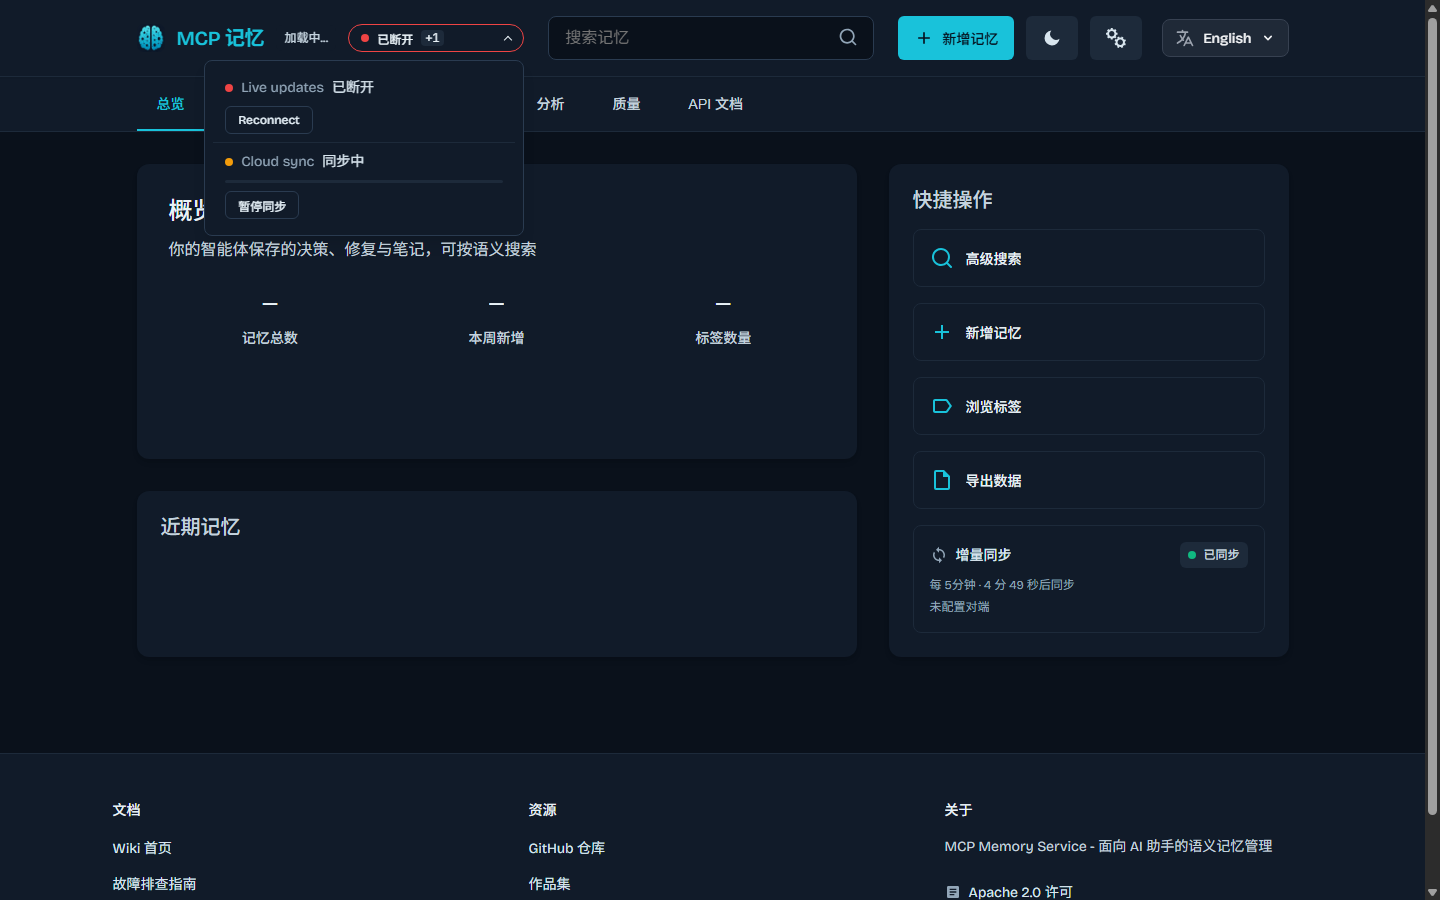 MCP 记忆
加载中...
已断开 +1
搜索记忆
新增记忆
English
Live updates 已断开
Reconnect
Cloud sync 同步中
暂停同步
总览
分析
质量
API 文档
你的智能体保存的决策、修复与笔记，可按语义搜索
—
记忆总数
—
本周新增
—
标签数量
近期记忆
快捷操作
高级搜索
新增记忆
浏览标签
导出数据
增量同步
已同步
每 5分钟 · 4 分 49 秒后同步
未配置对端
文档
Wiki 首页
故障排查指南
资源
GitHub 仓库
作品集
关于
MCP Memory Service - 面向 AI 助手的语义记忆管理
Apache 2.0 许可